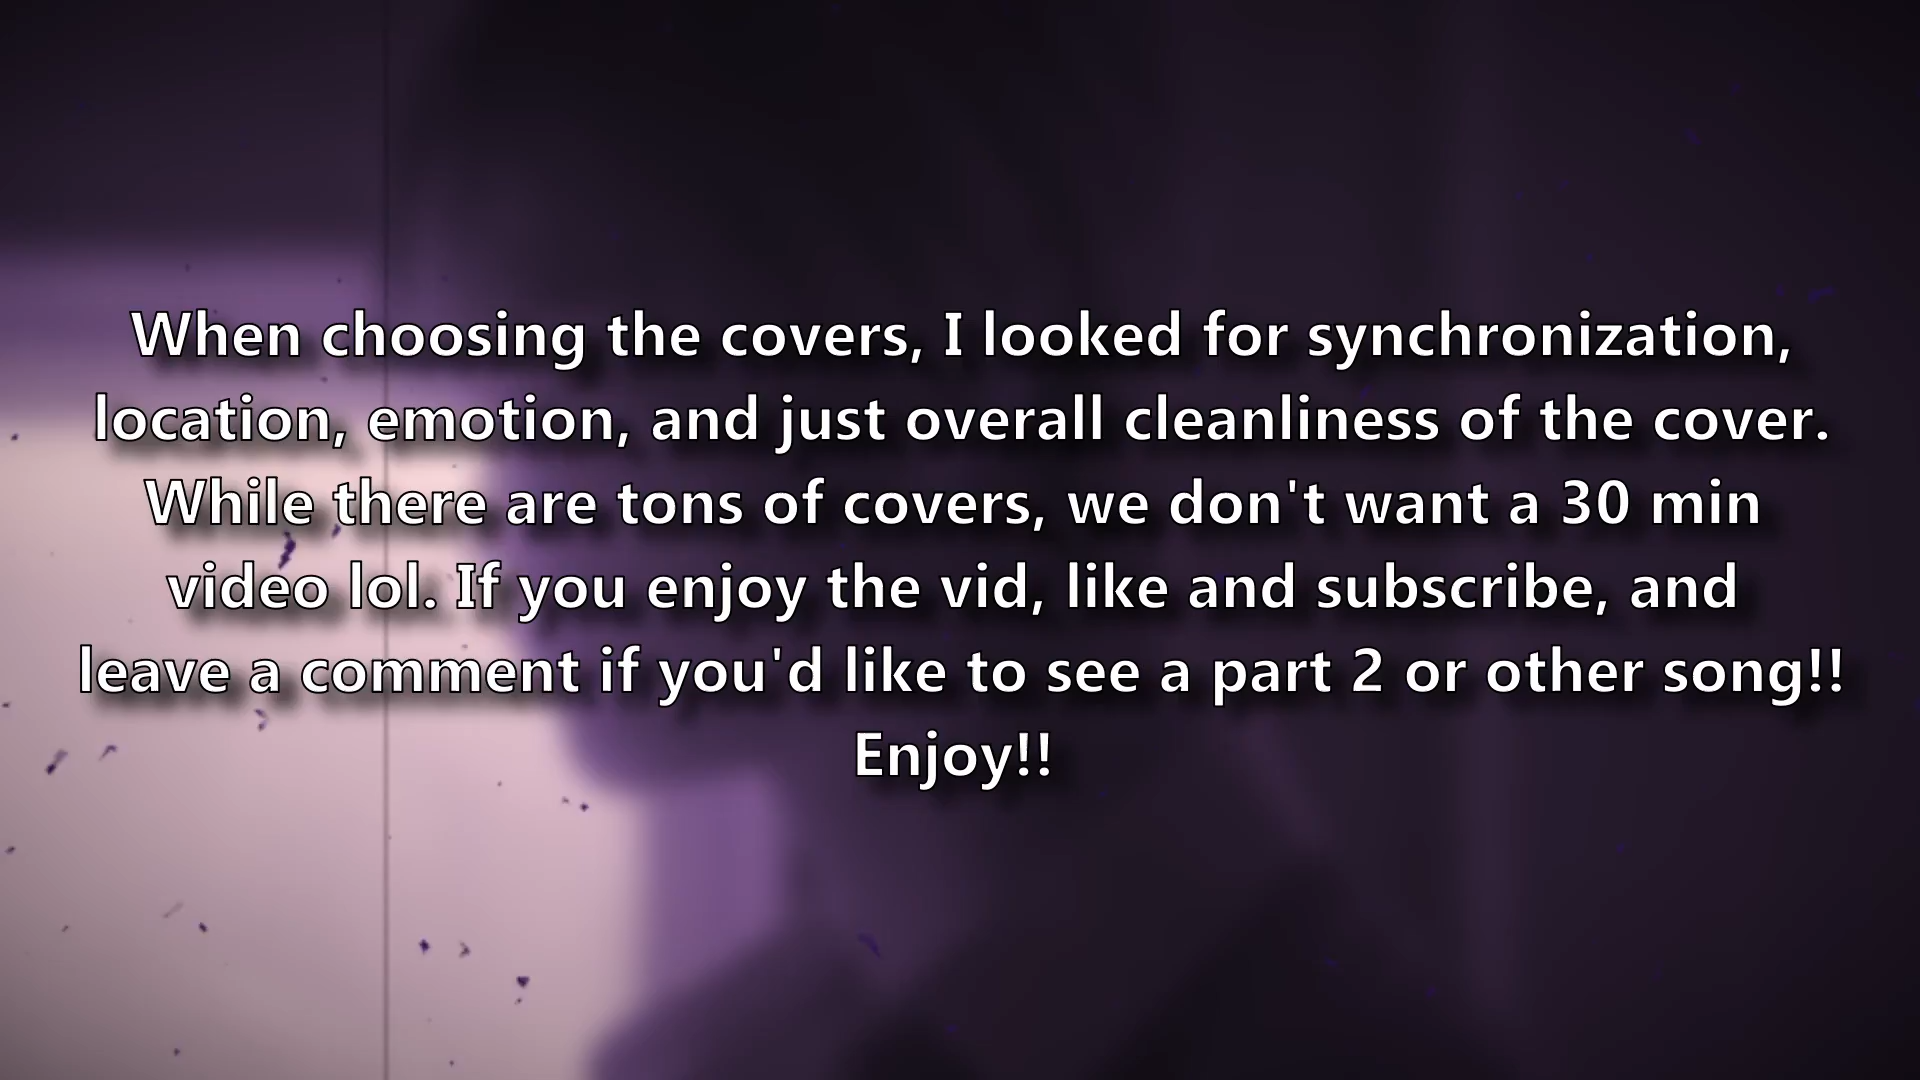 When choosing the covers, I looked for synchronization,
location, emotion, and just overall cleanliness of the cover.
While there are tons of covers, we don't want a 30 min
video lol. If you enjoy the vid, like and subscribe, and
leave a comment if you'd like to see a part 2 or other song!!
Enjoy!!